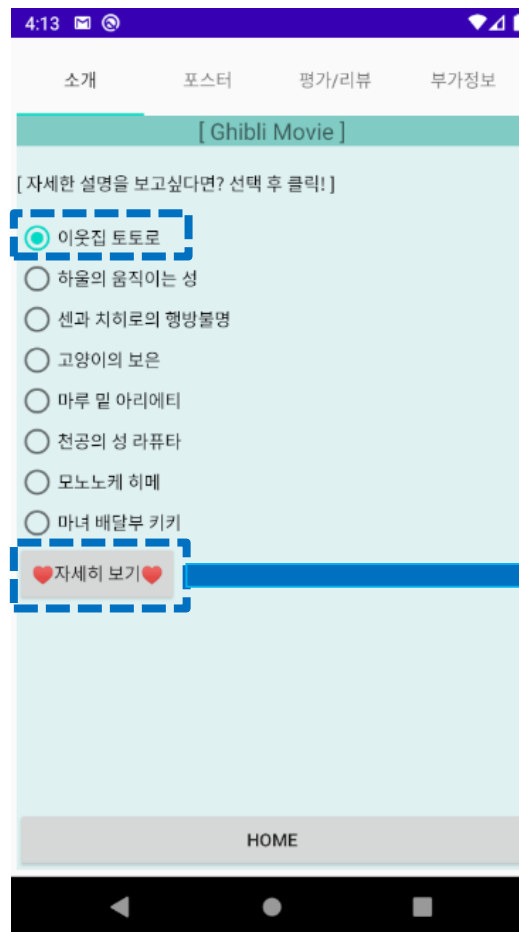 4:13
소개 포스터 평가/리뷰 부가정보
[ Ghibli Movie ]
[ 자세한 설명을 보고싶다면? 선택 후 클릭! ]
이웃집 토토로
하울의 움직이는 성
센과 치히로의 행방불명
고양이의 보은
마루 밑 아리에티
천공의 성 라퓨타
모노노케 히메
마녀 배달부 키키
❤자세히 보기❤
HOME